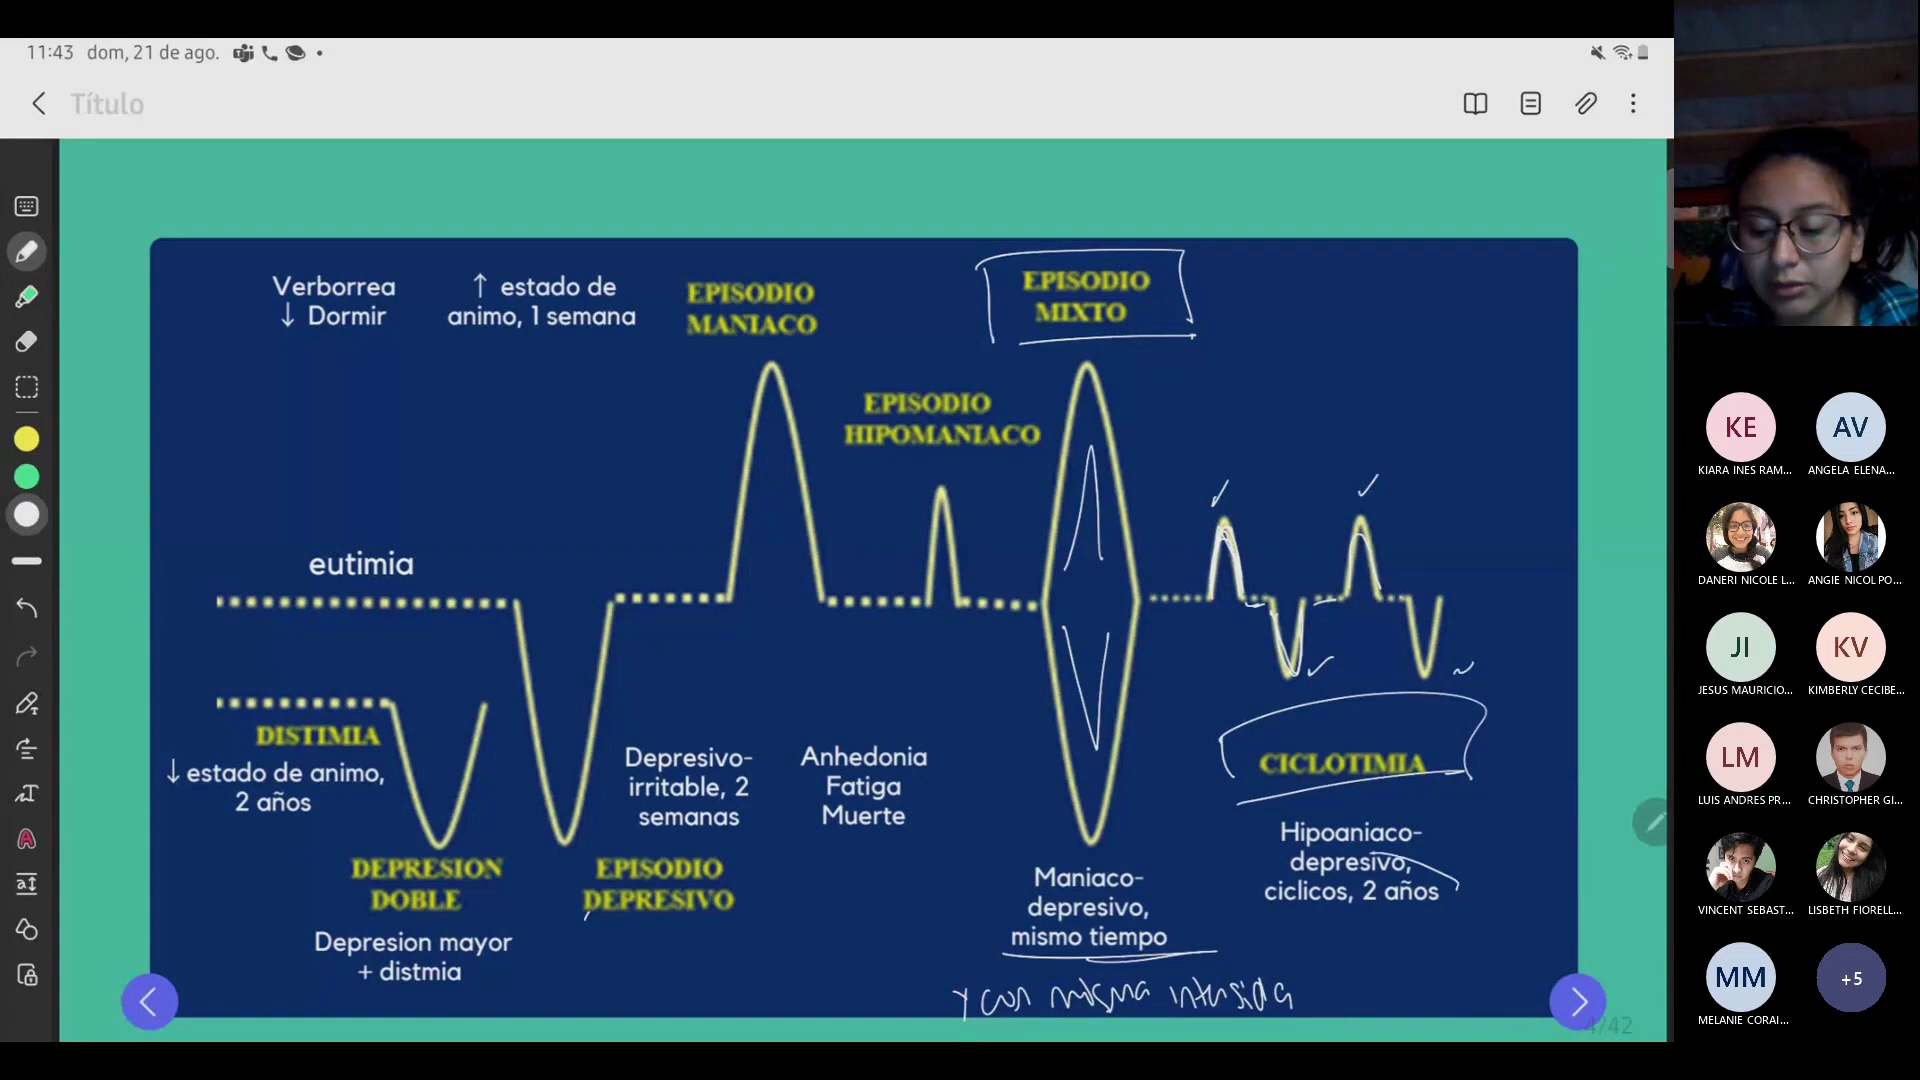 11:43 dom, 21 de ago.
Título
Verborrea
↓ Dormir
↑ estado de
animo, 1 semana
EPISODIO
MANIACO
EPISODIO
MIXTO
EPISODIO
HIPOMANIACO
eutimia
DISTIMIA
↓ estado de animo,
2 años
Depresivo-
irritable, 2
semanas
Anhedonia
Fatiga
Muerte
CICLOTIMIA
Hipoaniaco-
depresivo,
ciclicos, 2 años
DEPRESION
DOBLE
EPISODIO
DEPRESIVO
Maniaco-
depresivo,
mismo tiempo
Depresion mayor
+ distmia
y con misma intensida
4/42
KE
KIARA INES RAM...
AV
ANGELA ELENA...
DANERI NICOLE L...
ANGIE NICOL PO...
JI
JESUS MAURICIO...
KV
KIMBERLY CECIBE...
LM
LUIS ANDRES PR...
CHRISTOPHER GI...
VINCENT SEBAST...
LISBETH FIORELL...
MM
MELANIE CORAI...
+5